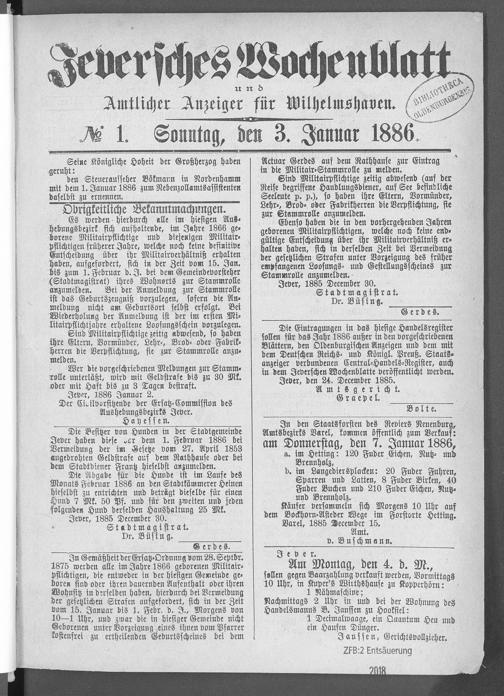 Jeversches Wochenblatt
und
Amtlicher Anzeiger für Wilhelmshaven.
BIBLIOTHECA
OLDENBURGENSIS
№ 1. Sonntag, den 3. Januar 1886.
Seine Königliche Hoheit der Großherzog haben
geruht:
den Steueraufseher Bökmann in Nordenhamm
mit dem 1. Januar 1886 zum Nebenzollamtsassistenten
daselbst zu ernennen.
Obrigkeitliche Bekanntmachungen.
Es werden hierdurch alle im hiesigen Aus-
hebungsbezirk sich aufhaltende, im Jahre 1866 ge-
borene Militairpflichtige und diejenigen Militair-
pflichtigen früherer Jahre, welche noch keine definitive
Entscheidung über ihr Militairverhältniß erhalten
haben, aufgefordert, sich in der Zeit vom 15. Jan.
bis zum 1. Februar d. J. bei dem Gemeindevorsteher
(Stadtmagistrat) ihres Wohnorts zur Stammrolle
anzumelden. Bei der Anmeldung zur Stammrolle
ist das Geburtszeugniß vorzulegen, sofern die An-
meldung nicht am Geburtsort selbst erfolgt. Bei
Wiederholung der Anmeldung ist der im ersten Mi-
litairpflichtjahre erhaltene Loosungsschein vorzulegen.
Sind Militairpflichtige zeitig abwesend, so haben
ihre Eltern, Vormünder, Lehr-, Brod- oder Fabrik-
herren die Verpflichtung, sie zur Stammrolle anzu-
melden.
Wer die vorgeschriebenen Meldungen zur Stamm-
rolle unterläßt, wird mit Geldstrafe bis zu 30 Mk.
oder mit Haft bis zu 3 Tagen bestraft.
Jever, 1886 Januar 2.
Der Civilvorsitzende der Ersatz-Commission des
Aushebungsbezirks Jever.
Hayessen.
Die Besitzer von Hunden in der Stadtgemeinde
Jever haben diese vor dem 1. Februar 1886 bei
Vermeidung der im Gesetze vom 27. April 1853
angedrohten Geldstrafe auf dem Rathhause oder bei
dem Stadtdiener Frantz hieselbst anzumelden.
Die Abgabe für die Hunde ist im Laufe des
Monats Februar 1886 an den Stadtkämmerer Heinen
hieselbst zu entrichten und beträgt dieselbe für einen
Hund 7 Mk. 50 Pf. und für den zweiten und jeden
folgenden Hund derselben Haushaltung 25 Mk.
Jever, 1885 December 30.
Stadtmagistrat.
Dr. Büsing.
Gerdes.
In Gemäßheit der Ersatz-Ordnung vom 28. Septbr.
1875 werden alle im Jahre 1866 geborenen Militair-
pflichtigen, die entweder in der hiesigen Gemeinde ge-
boren sind oder ihren dauernden Aufenthalt oder ihren
Wohnsitz in derselben haben, hierdurch bei Vermeidung
der gesetzlichen Strafen aufgefordert, sich in der Zeit
vom 15. Januar bis 1. Febr. d. J., Morgens von
10—1 Uhr, und zwar die in hiesiger Gemeinde nicht
Geborenen unter Vorzeigung eines ihnen vom Pfarrer
kostenfrei zu ertheilenden Geburtsscheines bei dem
Actuar Gerdes auf dem Rathhause zur Eintragung
in die Militair-Stammrolle zu melden.
Sind Militairpflichtige zeitig abwesend (auf der
Reise begriffene Handlungsdiener, auf See befindliche
Seeleute p. p.), so haben ihre Eltern, Vormünder,
Lehr-, Brod- oder Fabrikherren die Verpflichtung, sie
zur Stammrolle anzumelden.
Ebenso haben die in den vorhergehenden Jahren
geborenen Militairpflichtigen, welche noch keine end-
gültige Entscheidung über ihr Militairverhältniß er-
halten haben, sich in derselben Zeit bei Vermeidung
der gesetzlichen Strafen unter Vorzeigung des früher
empfangenen Loosungs- und Gestellungsscheines zur
Stammrolle anzumelden.
Jever, 1885 December 30.
Stadtmagistrat.
Dr. Büsing.
Gerdes.
Die Eintragungen in das hiesige Handelsregister
sollen für das Jahr 1886 außer in den vorgeschriebenen
Blättern, den Oldenburgischen Anzeigen und dem mit
dem Deutschen Reichs- und Königl. Preuß. Staats-
anzeiger verbundenen Central-Handels-Register, auch
in dem Jeverschen Wochenblatte veröffentlicht werden.
Jever, den 24. December 1885.
Amtsgericht.
Graepel.
Bolte.
In den Staatsforsten des Reviers Neuenburg,
Amtsbezirks Varel, kommen öffentlich zum Verkauf:
am Donnerstag, den 7. Januar 1886,
a. im Hetting: 120 Fuder Eichen, Nutz- und
Brennholz,
b. im Langediersplacken: 20 Fuder Fuhren,
Sparren und Latten, 8 Fuder Birken, 40
Fuder Buchen und 210 Fuder Eichen, Nutz-
und Brennholz.
Käufer versammeln sich Morgens 10 Uhr auf
dem Bockhorn-Asteder Wege im Forstorte Hetting.
Varel, 1885 December 15.
Amt.
v. Buschmann.
Jever.
Am Montag, den 4. d. M.,
sollen gegen Baarzahlung verkauft werden, Vormittags
10 Uhr, in Cuper's Wirthshause zu Kopperhörn:
1 Nähmaschine;
Nachmittags 2 Uhr in und bei der Wohnung des
Handelsmanns B. Janssen zu Hooksiel:
1 Decimalwaage, ein Quantum Heu und
ein Haufen Dünger.
Janssen, Gerichtsvollzieher.
ZFB:2 Entsäuerung
2018